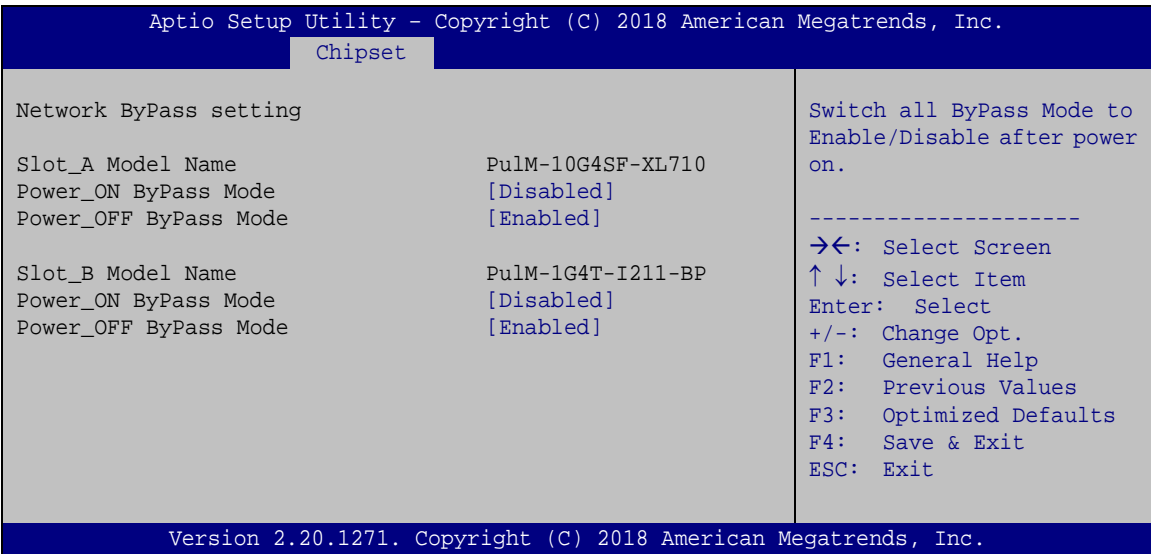 Aptio Setup Utility – Copyright (C) 2018 American Megatrends, Inc.
Chipset
Network ByPass setting
Slot_A Model Name PulM-10G4SF-XL710
Power_ON ByPass Mode [Disabled]
Power_OFF ByPass Mode [Enabled]
Slot_B Model Name PulM-1G4T-I211-BP
Power_ON ByPass Mode [Disabled]
Power_OFF ByPass Mode [Enabled]
Switch all ByPass Mode to
Enable/Disable after power
on.
---------------------
→←: Select Screen
↑ ↓: Select Item
Enter: Select
+/-: Change Opt.
F1: General Help
F2: Previous Values
F3: Optimized Defaults
F4: Save & Exit
ESC: Exit
Version 2.20.1271. Copyright (C) 2018 American Megatrends, Inc.